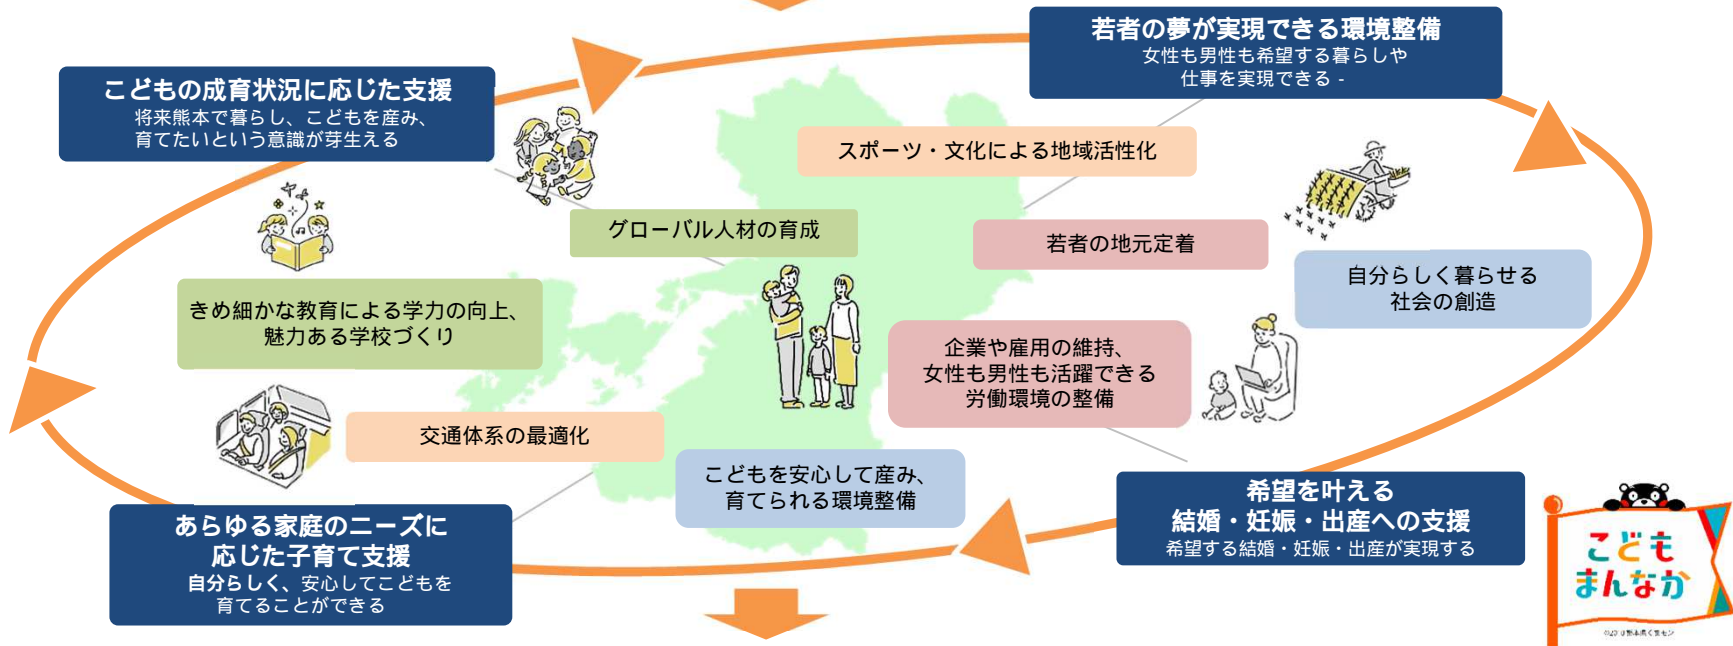 若者の夢が実現できる環境整備
女性も男性も希望する暮らしや
仕事を実現できる -
こどもの成育状況に応じた支援
将来熊本で暮らし、こどもを産み、
育てたいという意識が芽生える
スポーツ・文化による地域活性化
グローバル人材の育成
若者の地元定着
自分らしく暮らせる
社会の創造
きめ細かな教育による学力の向上、
魅力ある学校づくり
企業や雇用の維持、
女性も男性も活躍できる
労働環境の整備
交通体系の最適化
こどもを安心して産み、
育てられる環境整備
希望を叶える
結婚・妊娠・出産への支援
希望する結婚・妊娠・出産が実現する
あらゆる家庭のニーズに
応じた子育て支援
自分らしく、安心してこどもを
育てることができる
こども
まんなか